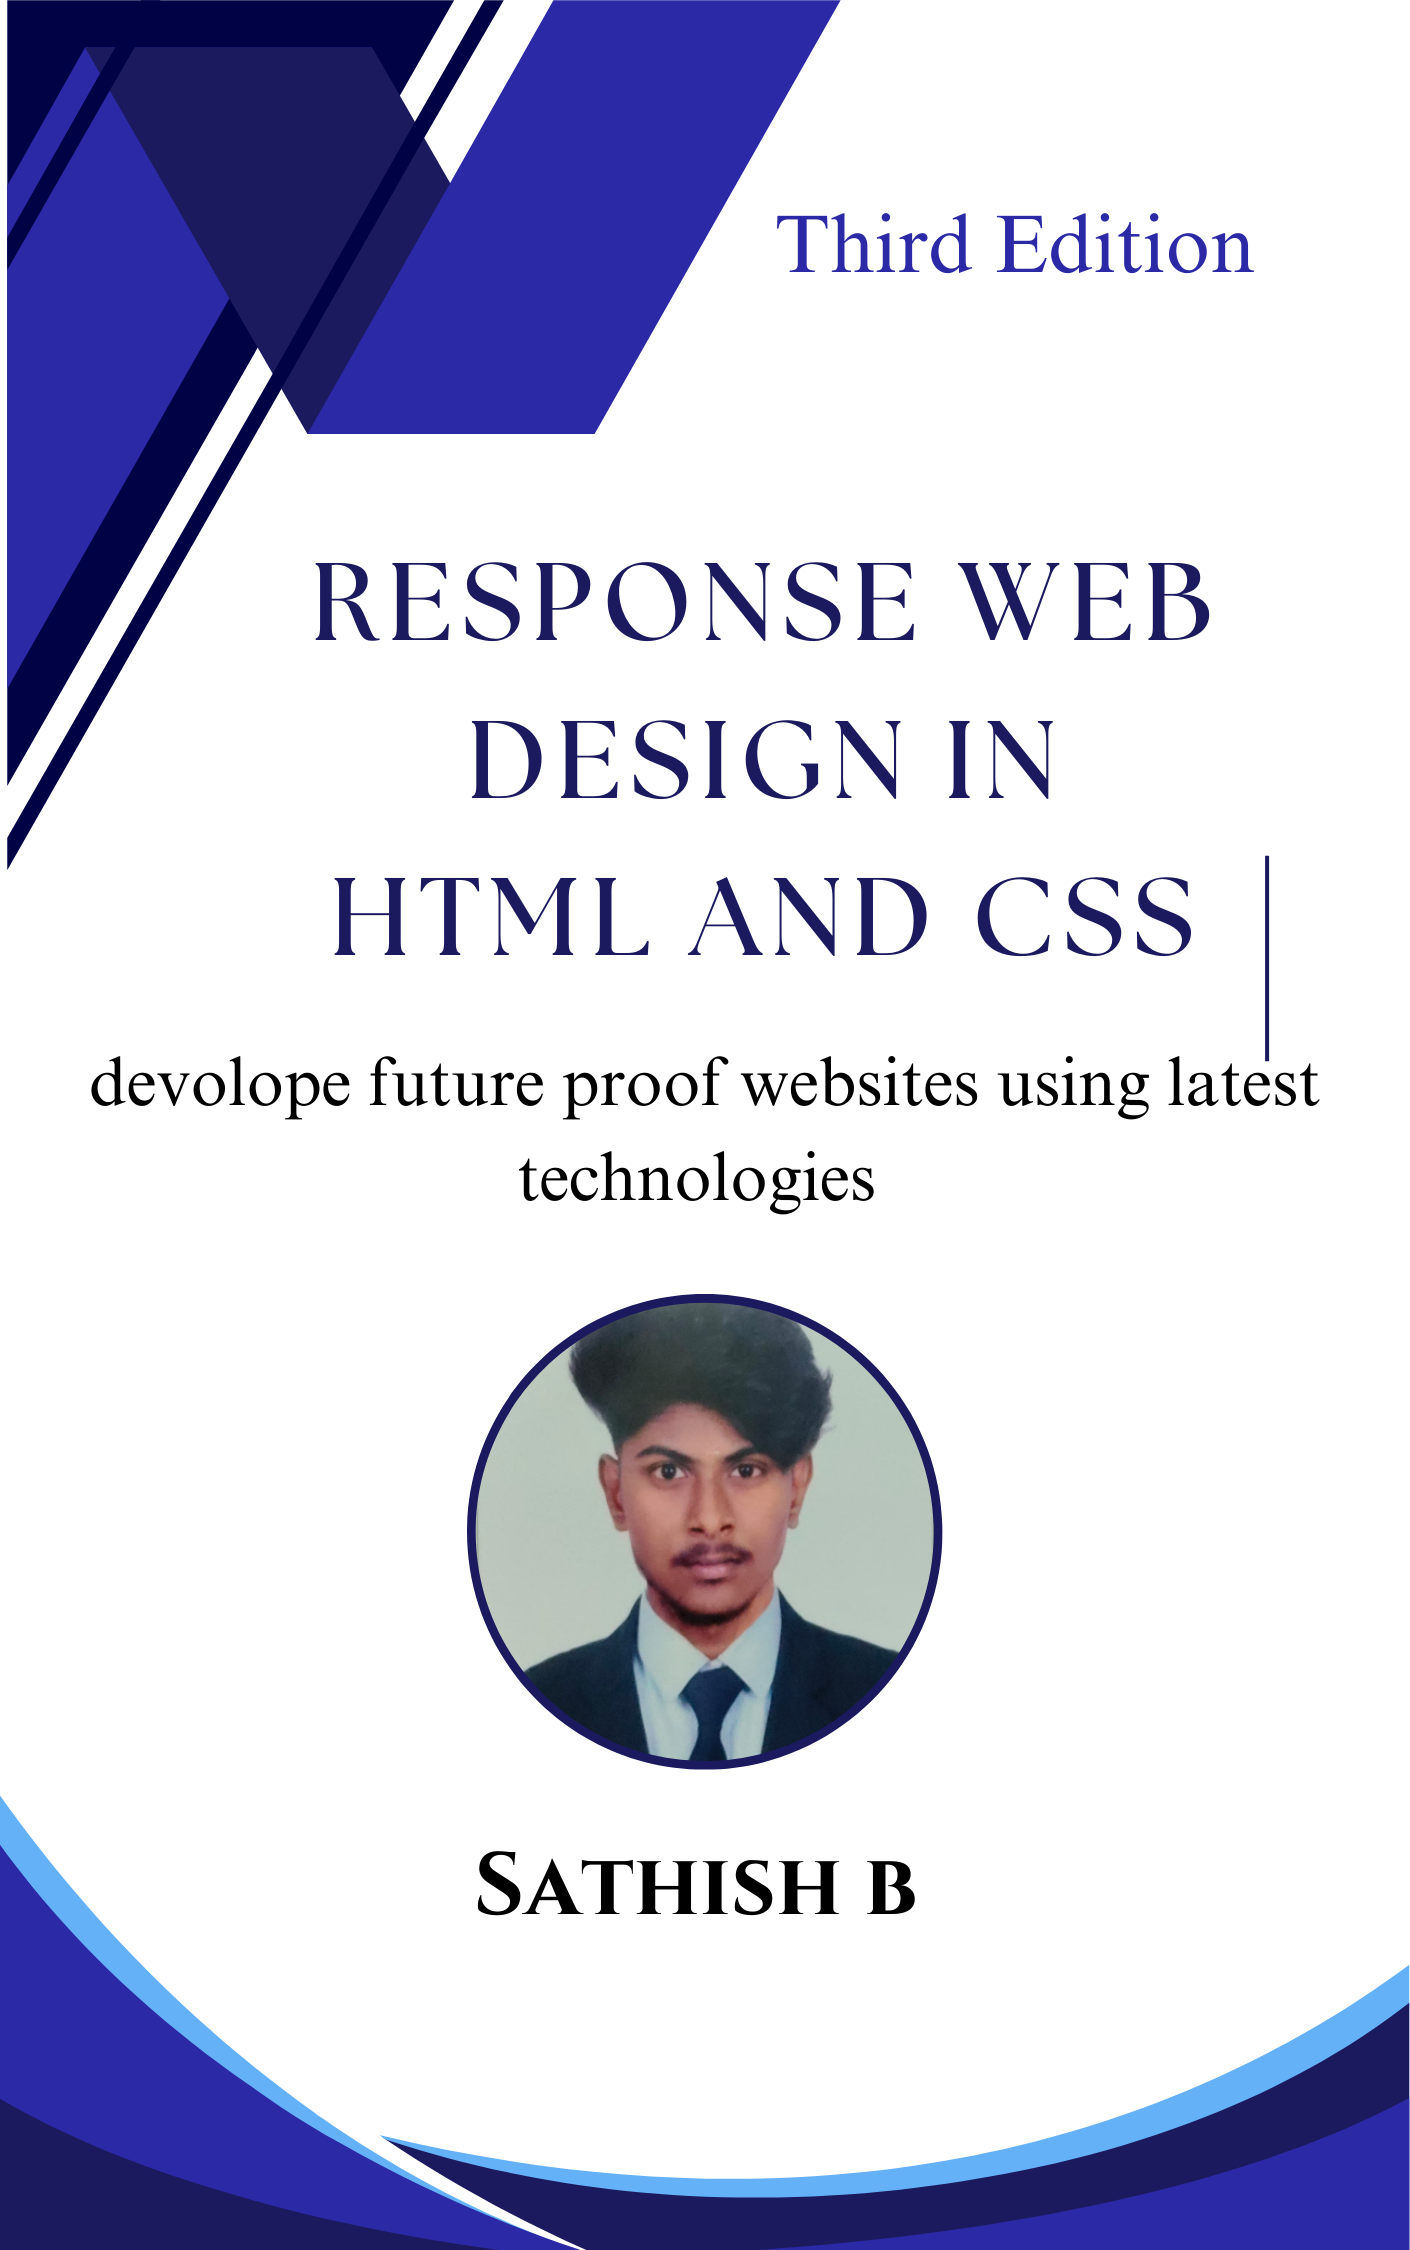 Third Edition
RESPONSE WEB
DESIGN IN
HTML AND CSS
devolope future proof websites using latest
technologies
Sathish b